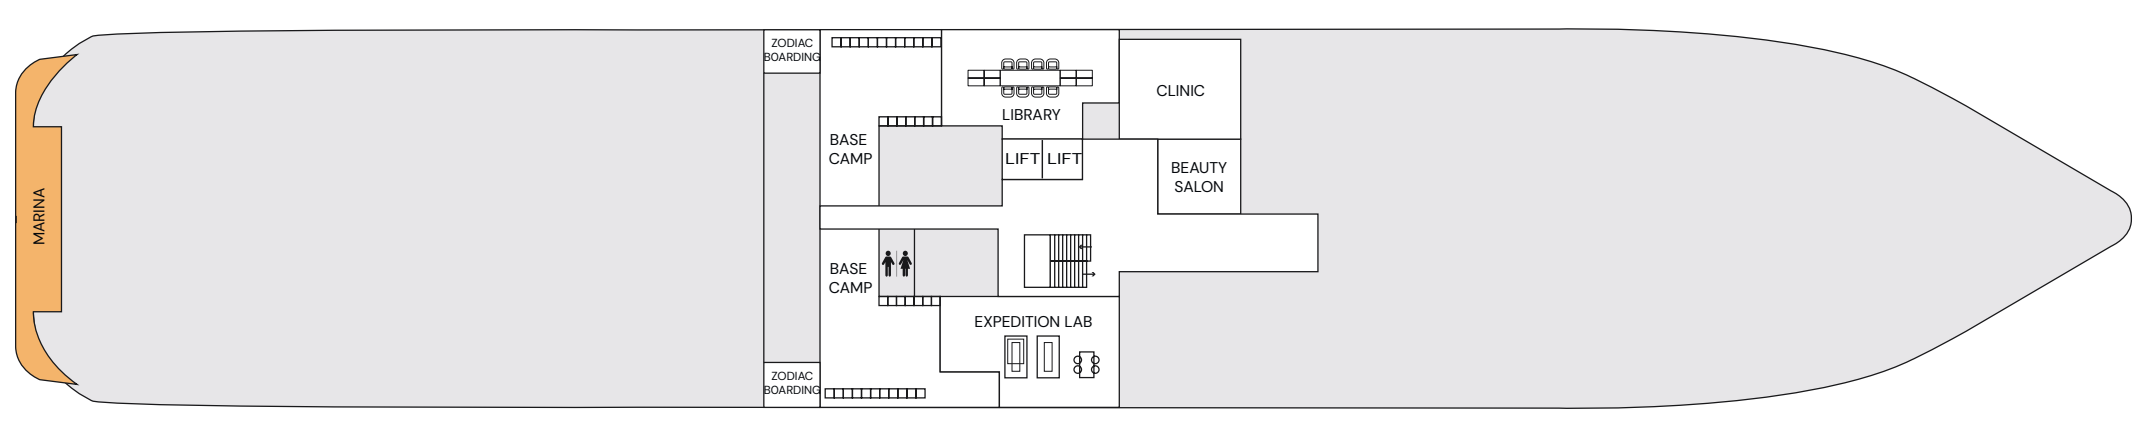 MARINA
ZODIAC
BOARDING
BASE
CAMP
LIBRARY
CLINIC
LIFT LIFT
BEAUTY
SALON
BASE
CAMP
EXPEDITION LAB
ZODIAC
BOARDING